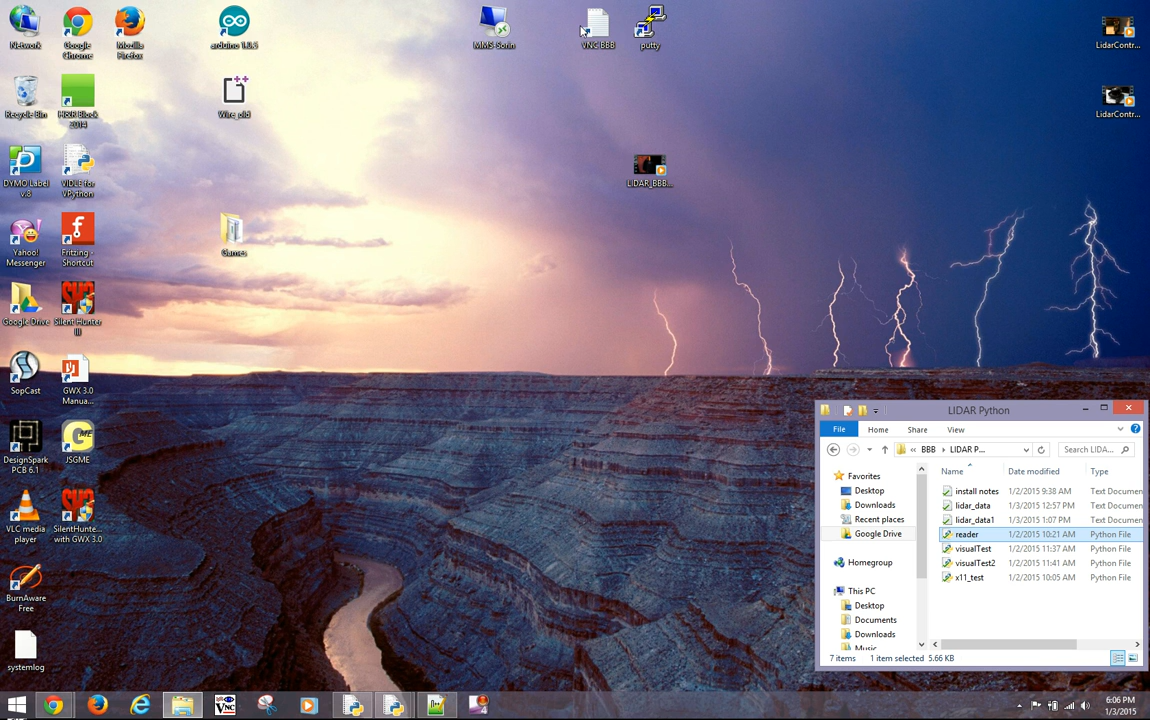 Network
Google Chrome
Mozilla Firefox
arduino 1.0.5
MMS-Sorin
VNC BBB
putty
LidarContr...
Recycle Bin
H&R Block 2014
Wire_old
LidarContr...
DYMO Label v.8
VIDLE for VPython
LIDAR_BBB...
Yahoo! Messenger
Fritzing - Shortcut
Games
Google Drive
Silent Hunter III
SopCast
GWX 3.0 Manua...
DesignSpark PCB 6.1
JSGME
VLC media player
SilentHunte... with GWX 3.0
BurnAware Free
systemlog
LIDAR Python
File Home Share View
« BBB LIDAR P... Search LIDA...
Name Date modified Type
Favorites
Desktop
Downloads
Recent places
Google Drive
Homegroup
This PC
Desktop
Documents
Downloads
Music
install notes 1/2/2015 9:38 AM Text Documen
lidar_data 1/3/2015 12:57 PM Text Documen
lidar_data1 1/3/2015 1:07 PM Text Documen
reader 1/2/2015 10:21 AM Python File
visualTest 1/2/2015 11:37 AM Python File
visualTest2 1/2/2015 11:41 AM Python File
x11_test 1/2/2015 10:05 AM Python File
7 items 1 item selected 5.66 KB
6:06 PM
1/3/2015